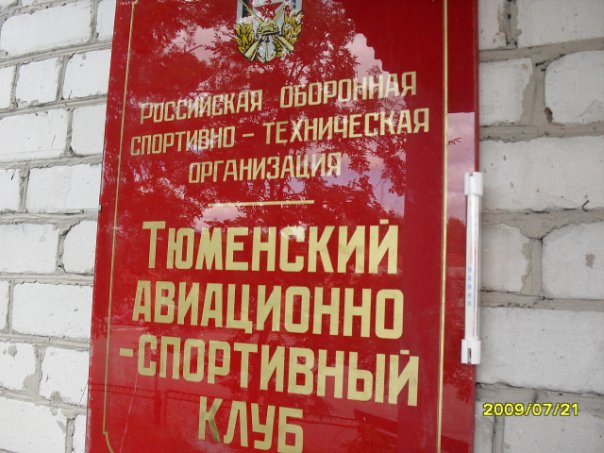 РОССИЙСКАЯ ОБОРОННАЯ
СПОРТИВНО - ТЕХНИЧЕСКАЯ
ОРГАНИЗАЦИЯ
ТЮМЕНСКИЙ
АВИАЦИОННО
-СПОРТИВНЫЙ
КЛУБ
2009/07/21